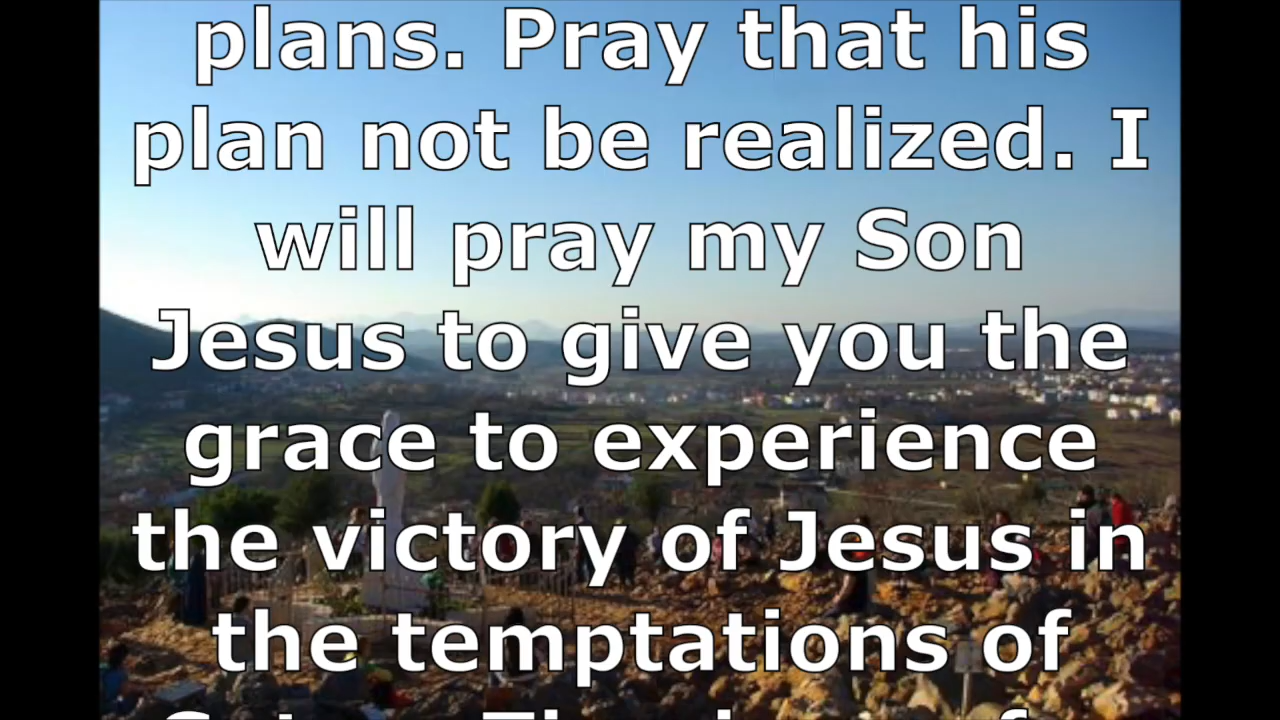 plans. Pray that his
plan not be realized. I
will pray my Son
Jesus to give you the
grace to experience
the victory of Jesus in
the temptations of